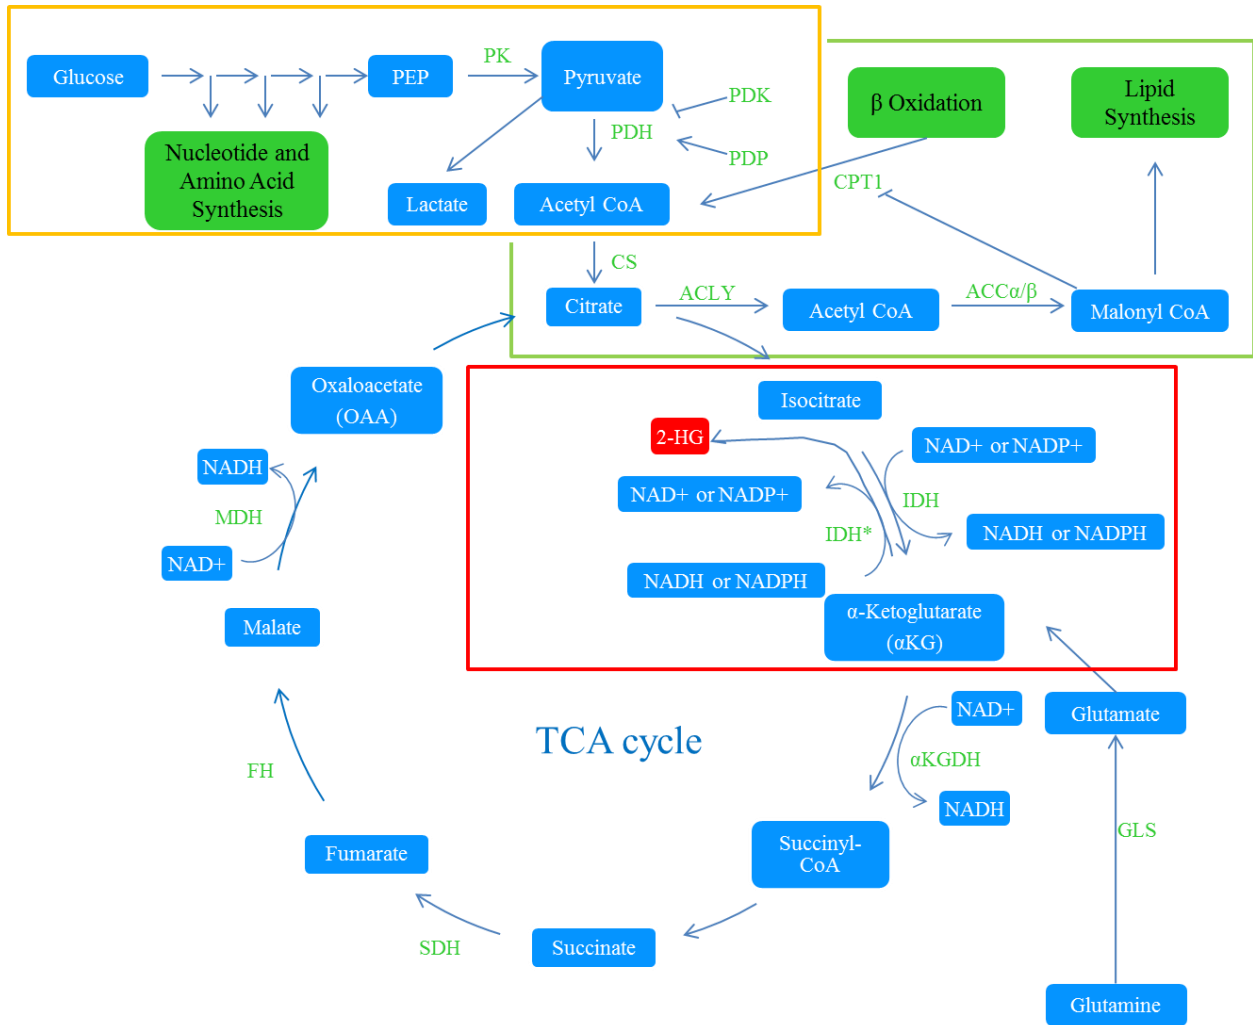 Glucose
PEP
PK
Pyruvate
PDK
PDH
PDP
Nucleotide and
Amino Acid
Synthesis
Lactate
Acetyl CoA
β Oxidation
Lipid
Synthesis
CPT1
CS
Citrate
ACLY
Acetyl CoA
ACCα/β
Malonyl CoA
Oxaloacetate
(OAA)
Isocitrate
2-HG
NAD+ or NADP+
NAD+ or NADP+
IDH
IDH*
NADH or NADPH
NADH or NADPH
α-Ketoglutarate
(αKG)
NADH
MDH
NAD+
Malate
TCA cycle
NAD+
αKGDH
NADH
Glutamate
GLS
Glutamine
FH
Fumarate
Succinyl-
CoA
SDH
Succinate